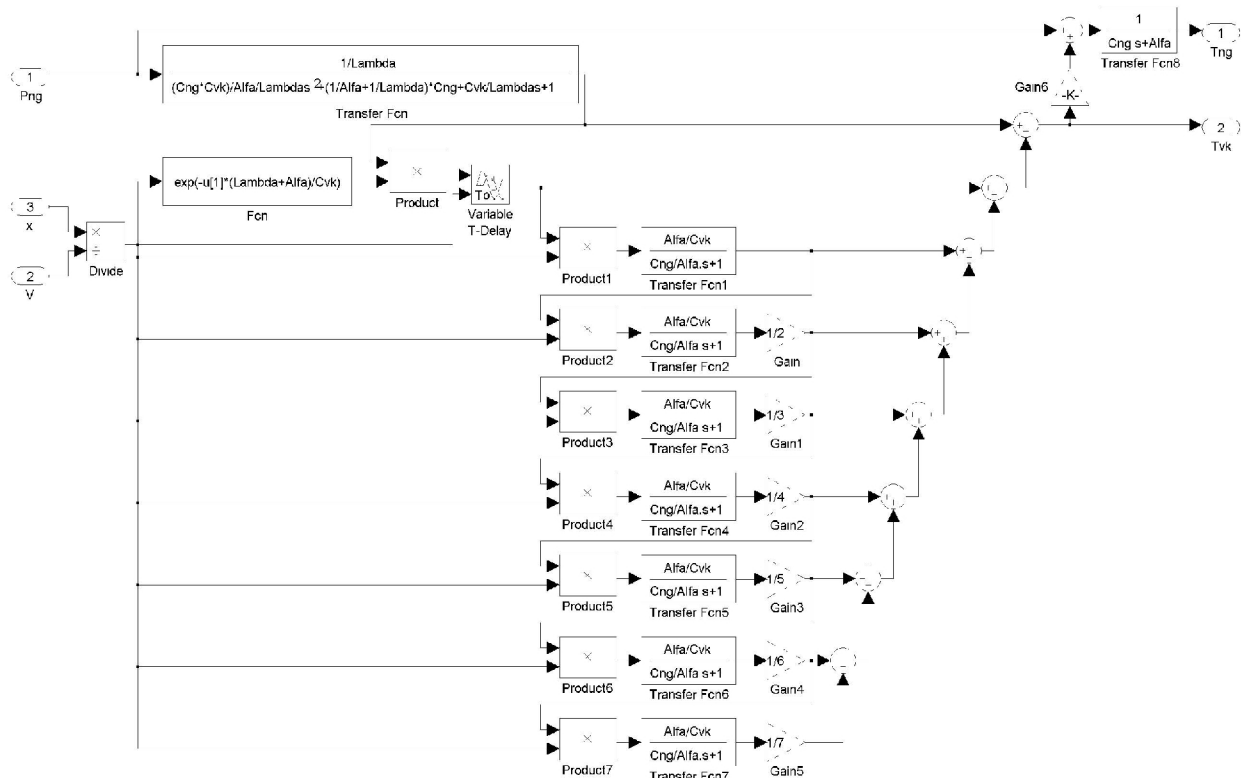 1
Png
1/Lambda
(Cng*Cvk)/Alfa/Lambdas 2+(1/Alfa+1/Lambda)*Cng+Cvk/Lambdas+1
Transfer Fcn
1
Cng s+Alfa
Transfer Fcn8
1
Tng
Gain6
-K-
2
Tvk
exp(-u[1]*(Lambda+Alfa)/Cvk)
Fcn
×
Product
To
Variable
T-Delay
3
x
2
V
×
÷
Divide
×
Product1
Alfa/Cvk
Cng/Alfa.s+1
Transfer Fcn1
×
Product2
Alfa/Cvk
Cng/Alfa s+1
Transfer Fcn2
1/2
Gain
×
Product3
Alfa/Cvk
Cng/Alfa s+1
Transfer Fcn3
1/3
Gain1
×
Product4
Alfa/Cvk
Cng/Alfa.s+1
Transfer Fcn4
1/4
Gain2
×
Product5
Alfa/Cvk
Cng/Alfa s+1
Transfer Fcn5
1/5
Gain3
×
Product6
Alfa/Cvk
Cng/Alfa s+1
Transfer Fcn6
1/6
Gain4
×
Product7
Alfa/Cvk
Cng/Alfa.s+1
Transfer Fcn7
1/7
Gain5